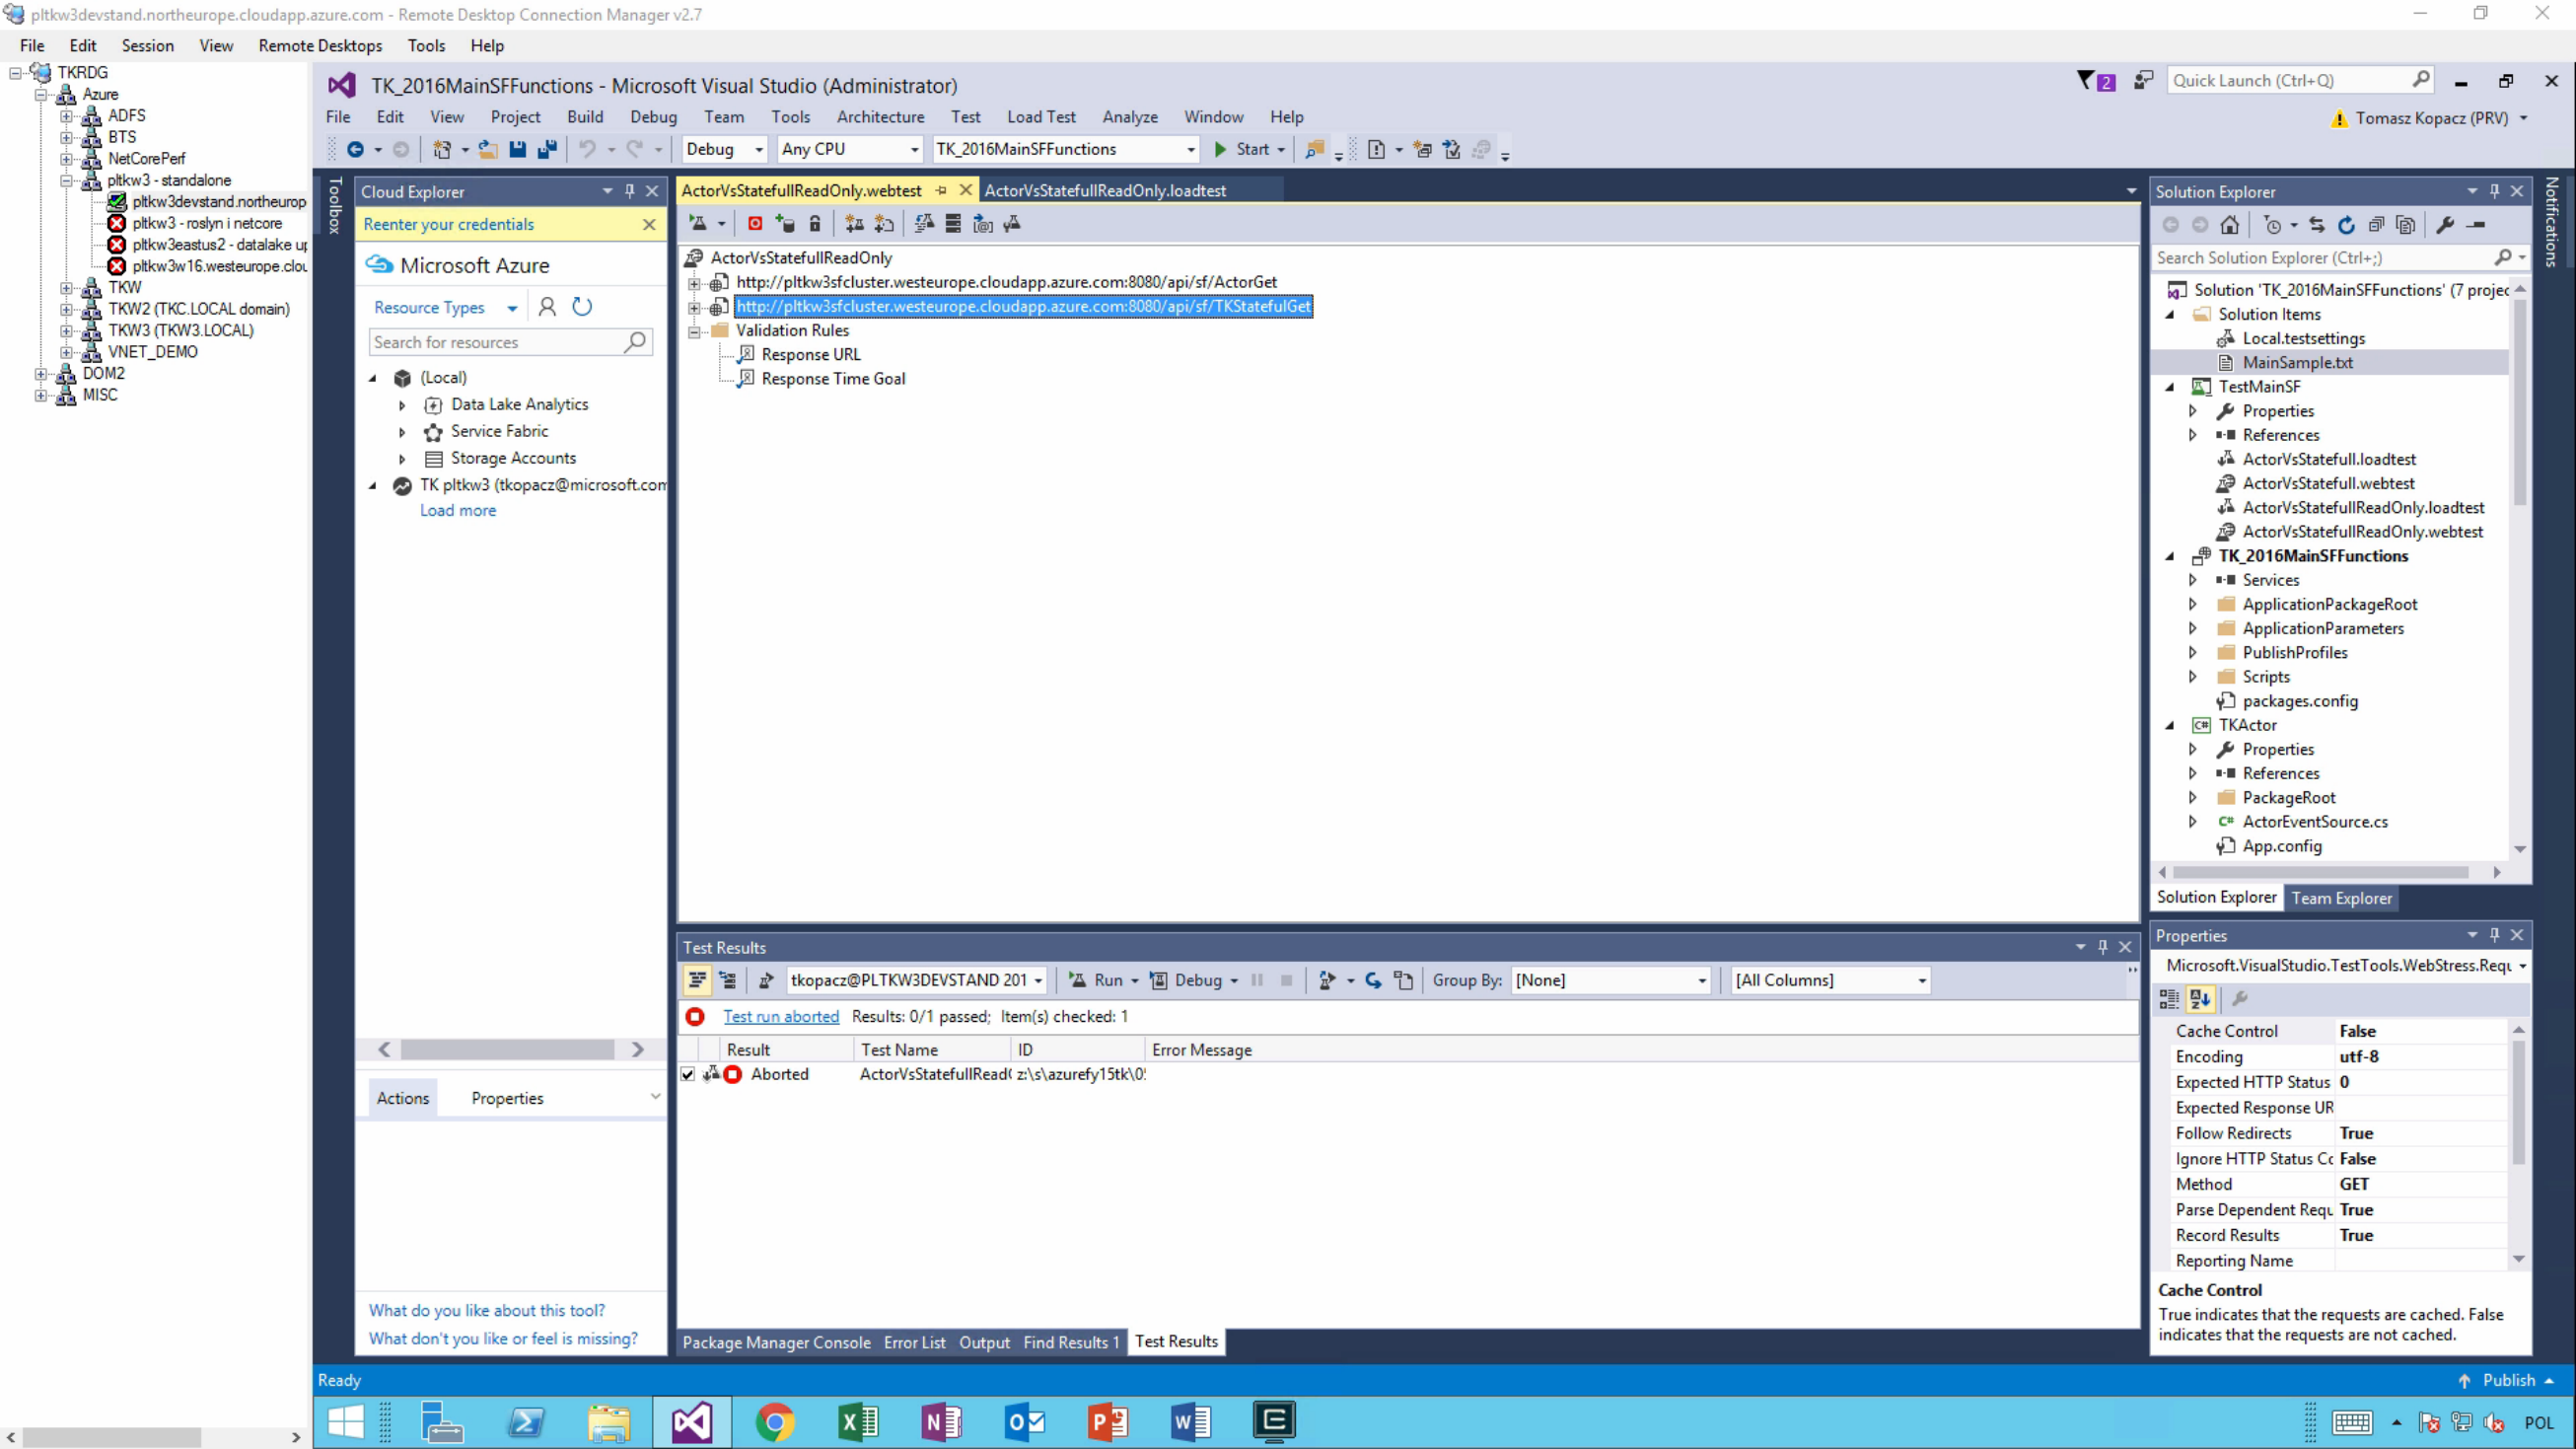 pltkw3devstand.northeurope.cloudapp.azure.com - Remote Desktop Connection Manager v2.7
File Edit Session View Remote Desktops Tools Help
TKRDG
Azure
ADFS
BTS
NetCorePerf
pltkw3 - standalone
pltkw3devstand.northeurop
pltkw3 - roslyn i netcore
pltkw3eastus2 - datalake up
pltkw3w16.westeurope.clou
TKW
TKW2 (TKC.LOCAL domain)
TKW3 (TKW3.LOCAL)
VNET_DEMO
DOM2
MISC
TK_2016MainSFFunctions - Microsoft Visual Studio (Administrator)
2
Quick Launch (Ctrl+Q)
File Edit View Project Build Debug Team Tools Architecture Test Load Test Analyze Window Help
Tomasz Kopacz (PRV)
Debug Any CPU TK_2016MainSFFunctions Start
Toolbox
Cloud Explorer
Reenter your credentials
Microsoft Azure
Resource Types
Search for resources
(Local)
Data Lake Analytics
Service Fabric
Storage Accounts
TK pltkw3 (tkopacz@microsoft.com
Load more
Actions Properties
What do you like about this tool?
What don't you like or feel is missing?
ActorVsStatefullReadOnly.webtest ActorVsStatefullReadOnly.loadtest
ActorVsStatefullReadOnly
http://pltkw3sfcluster.westeurope.cloudapp.azure.com:8080/api/sf/ActorGet
http://pltkw3sfcluster.westeurope.cloudapp.azure.com:8080/api/sf/TKStatefulGet
Validation Rules
Response URL
Response Time Goal
Test Results
tkopacz@PLTKW3DEVSTAND 201 Run Debug Group By: [None] [All Columns]
Test run aborted Results: 0/1 passed; Item(s) checked: 1
Result Test Name ID Error Message
Aborted ActorVsStatefullRead( z:\s\azurefy15tk\0!
Package Manager Console Error List Output Find Results 1 Test Results
Solution Explorer
Search Solution Explorer (Ctrl+;)
Solution 'TK_2016MainSFFunctions' (7 projec
Solution Items
Local.testsettings
MainSample.txt
TestMainSF
Properties
References
ActorVsStatefull.loadtest
ActorVsStatefull.webtest
ActorVsStatefullReadOnly.loadtest
ActorVsStatefullReadOnly.webtest
TK_2016MainSFFunctions
Services
ApplicationPackageRoot
ApplicationParameters
PublishProfiles
Scripts
packages.config
TKActor
Properties
References
PackageRoot
ActorEventSource.cs
App.config
Solution Explorer Team Explorer
Notifications
Properties
Microsoft.VisualStudio.TestTools.WebStress.Requ
Cache Control False
Encoding utf-8
Expected HTTP Status 0
Expected Response UR
Follow Redirects True
Ignore HTTP Status Cc False
Method GET
Parse Dependent Requ True
Record Results True
Reporting Name
Cache Control
True indicates that the requests are cached. False
indicates that the requests are not cached.
Ready
Publish
POL